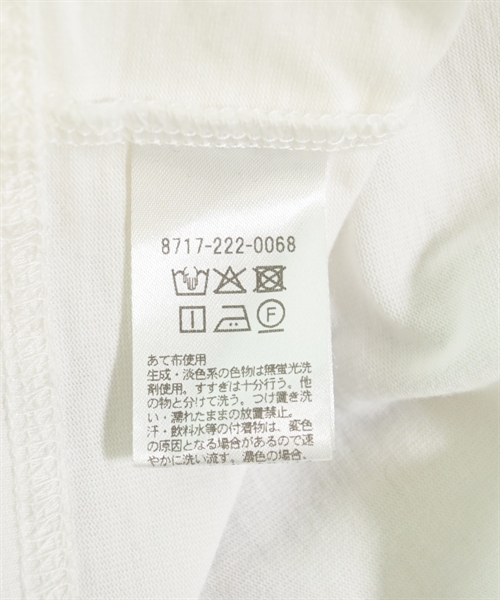 8717-222-0068
F
あて布使用
生成・淡色系の色物は無蛍光洗
剤使用。すすぎは十分行う。他
の物と分けて洗う。つけ置き洗
い・濡れたままの放置禁止。
汗・飲料水等の付着物は、変色
の原因となる場合があるので速
やかに洗い流す。濃色の場合、